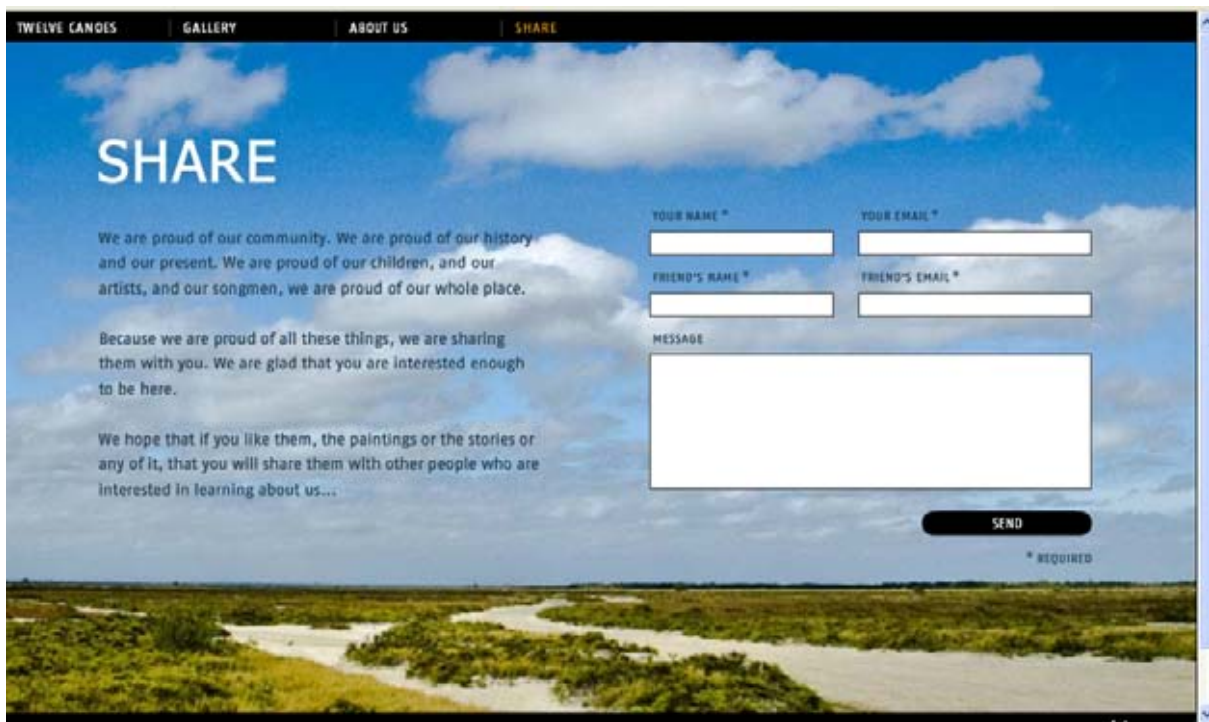 TWELVE CANOES GALLERY ABOUT US SHARE
SHARE
We are proud of our community. We are proud of our history
and our present. We are proud of our children, and our
artists, and our songmen, we are proud of our whole place.
Because we are proud of all these things, we are sharing
them with you. We are glad that you are interested enough
to be here.
We hope that if you like them, the paintings or the stories or
any of it, that you will share them with other people who are
interested in learning about us...
YOUR NAME * YOUR EMAIL *
FRIEND'S NAME * FRIEND'S EMAIL *
MESSAGE
SEND
* REQUIRED